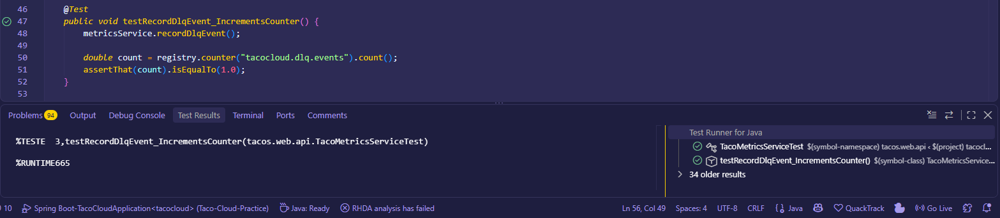 46 @Test
47 public void testRecordDlqEvent_IncrementsCounter() {
48 metricsService.recordDlqEvent();
49
50 double count = registry.counter("tacocloud.dlq.events").count();
51 assertThat(count).isEqualTo(1.0);
52 }
53
Problems 94 Output Debug Console Test Results Terminal Ports Comments
%TESTE 3,testRecordDlqEvent_IncrementsCounter(tacos.web.api.TacoMetricsServiceTest)
%RUNTIME665
Test Runner for Java
TacoMetricsServiceTest $(symbol-namespace) tacos.web.api < $(project) tacocl...
testRecordDlqEvent_IncrementsCounter() $(symbol-class) TacoMetricsService...
34 older results
10 Spring Boot-TacoCloudApplication<tacocloud> (Taco-Cloud-Practice) Java: Ready RHDA analysis has failed Ln 56, Col 49 Spaces: 4 UTF-8 CRLF Java QuackTrack Go Live